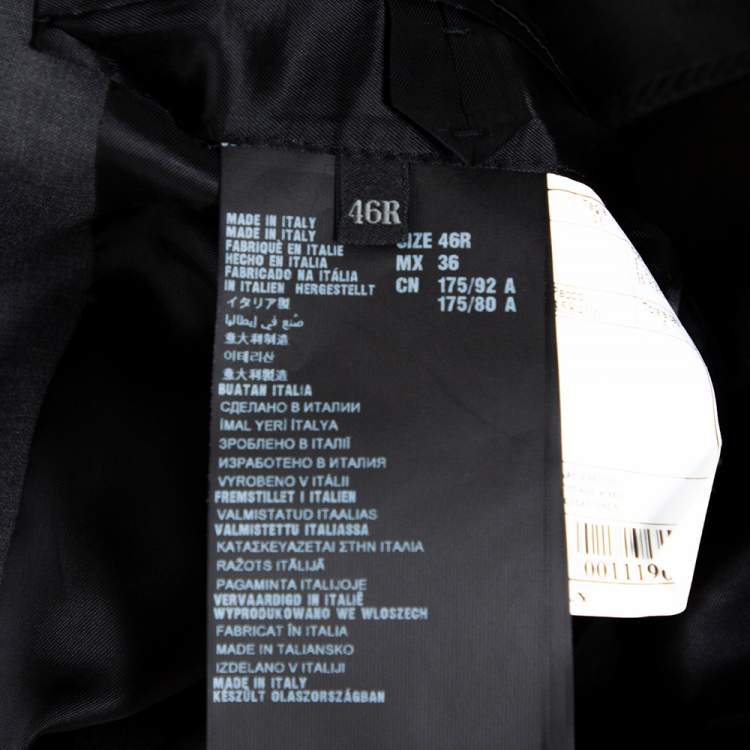 46R
MADE IN ITALY
MADE IN ITALY
FABRIQUÉ EN ITALIE
HECHO EN ITALIA
FABRICADO NA ITÁLIA
IN ITALIEN HERGESTELLT
イタリア製
صنع في إيطاليا
意大利制造
이태리산
意大利製造
BUATAN ITALIA
СДЕЛАНО В ИТАЛИИ
İMAL YERİ İTALYA
ЗРОБЛЕНО В ІТАЛІЇ
ИЗРАБОТЕНО В ИТАЛИЯ
VYROBENO V ITÁLII
FREMSTILLET I ITALIEN
VALMISTATUD ITAALIAS
VALMISTETTU ITALIASSA
ΚΑΤΑΣΚΕΥΑΖΕΤΑΙ ΣΤΗΝ ΙΤΑΛΙΑ
RAŽOTS ITĀLIJĀ
PAGAMINTA ITALIJOJE
VERVAARDIGD IN ITALIË
WYPRODUKOWANO WE WLOSZECH
FABRICAT ÎN ITALIA
MADE IN TALIANSKO
IZDELANO V ITALIJI
MADE IN ITALY
KÉSZÜLT OLASZORSZÁGBAN
SIZE 46R
MX 36
CN 175/92 A
175/80 A
001119